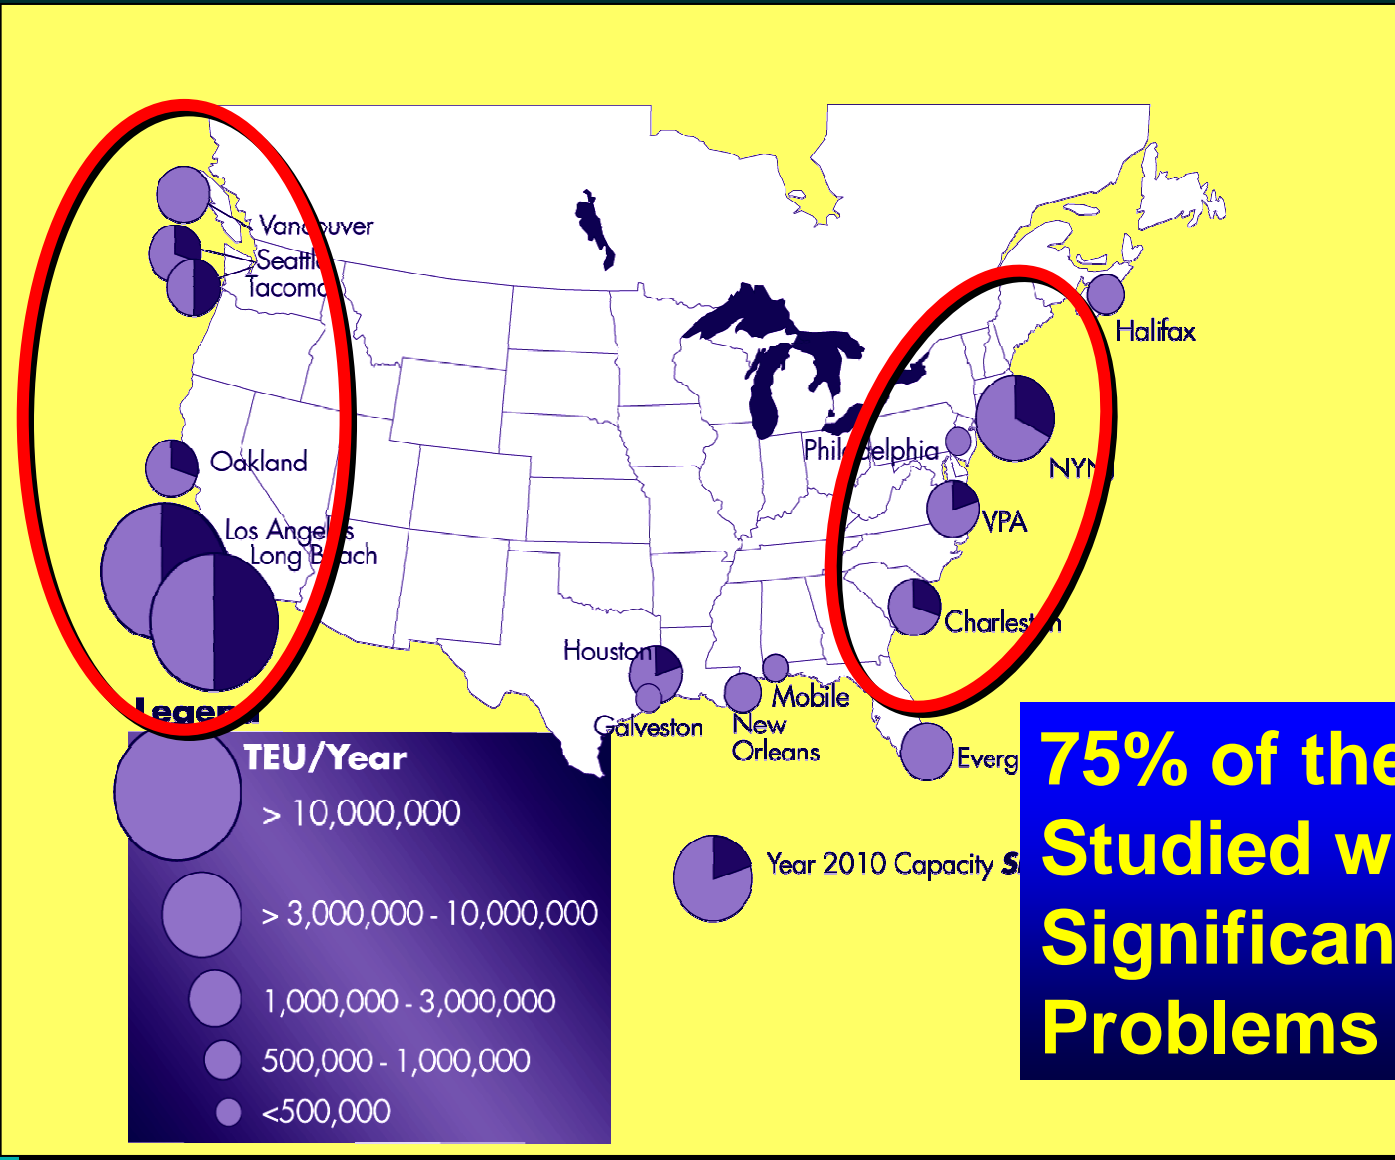 Vancouver
Seattle
Tacoma
Halifax
Philadelphia
NYNJ
Oakland
VPA
Los Angeles
Long Beach
Charleston
Houston
Galveston
New
Orleans
Mobile
Everg
Legend
TEU/Year
> 10,000,000
> 3,000,000 - 10,000,000
1,000,000 - 3,000,000
500,000 - 1,000,000
<500,000
Year 2010 Capacity S
75% of the
Studied w
Significan
Problems